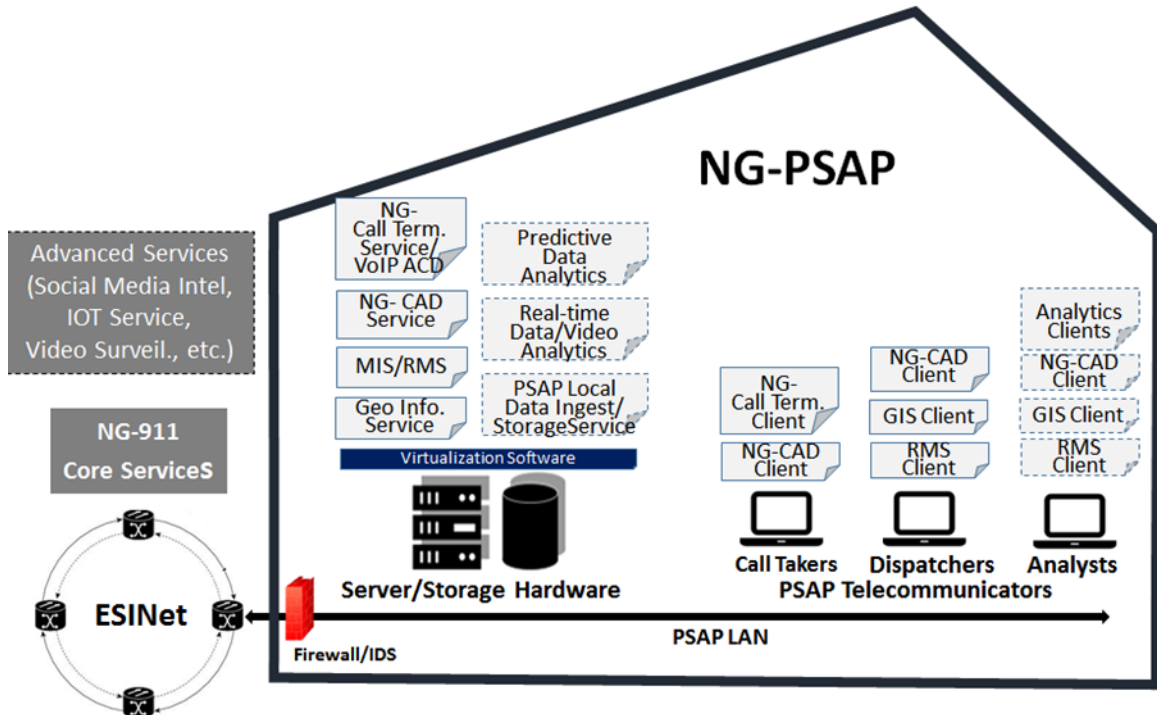 NG-PSAP
Advanced Services
(Social Media Intel,
IOT Service,
Video Surveil., etc.)
NG-911
Core Services
ESINet
Firewall/IDS
NG-
Call Term.
Service/
VoIP ACD
NG- CAD
Service
MIS/RMS
Geo Info.
Service
Predictive
Data
Analytics
Real-time
Data/Video
Analytics
PSAP Local
Data Ingest/
StorageService
Virtualization Software
Server/Storage Hardware
NG-
Call Term.
Client
NG-CAD
Client
Call Takers
NG-CAD
Client
GIS Client
RMS
Client
Dispatchers
Analytics
Clients
NG-CAD
Client
GIS Client
RMS
Client
Analysts
PSAP Telecommunicators
PSAP LAN